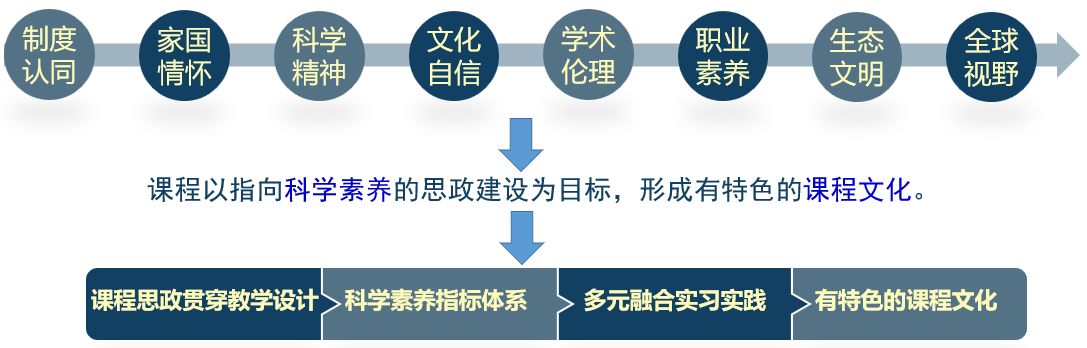 制度
认同
家国
情怀
科学
精神
文化
自信
学术
伦理
职业
素养
生态
文明
全球
视野
课程以指向科学素养的思政建设为目标，形成有特色的课程文化。
课程思政贯穿教学设计
科学素养指标体系
多元融合实习实践
有特色的课程文化